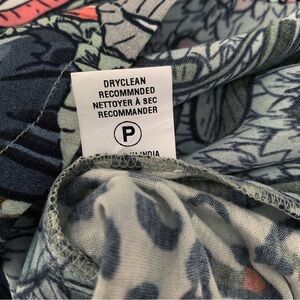 DRYCLEAN
RECOMMNDED
NETTOYER À SEC
RECOMMANDER
P
INDIA